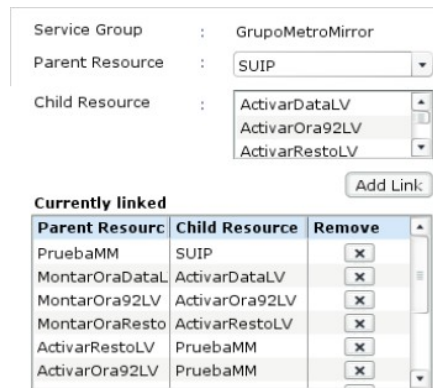 Service Group : GrupoMetroMirror
Parent Resource : SUIP
Child Resource : ActivarDataLV
ActivarOra92LV
ActivarRestoLV
Add Link
Currently linked
Parent Resourc Child Resource Remove
PruebaMM SUIP
MontarOraDataL ActivarDataLV
MontarOra92LV ActivarOra92LV
MontarOraResto ActivarRestoLV
ActivarRestoLV PruebaMM
ActivarOra92LV PruebaMM